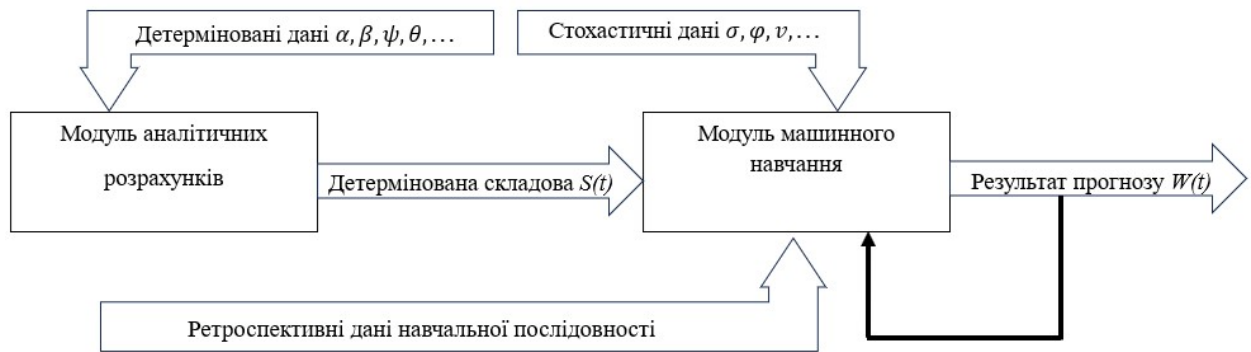 Детерміновані дані α, β, ψ, θ, …
Стохастичні дані σ, φ, υ, …
Модуль аналітичних
розрахунків
Детермінована складова S(t)
Модуль машинного
навчання
Результат прогнозу W(t)
Ретроспективні дані навчальної послідовності